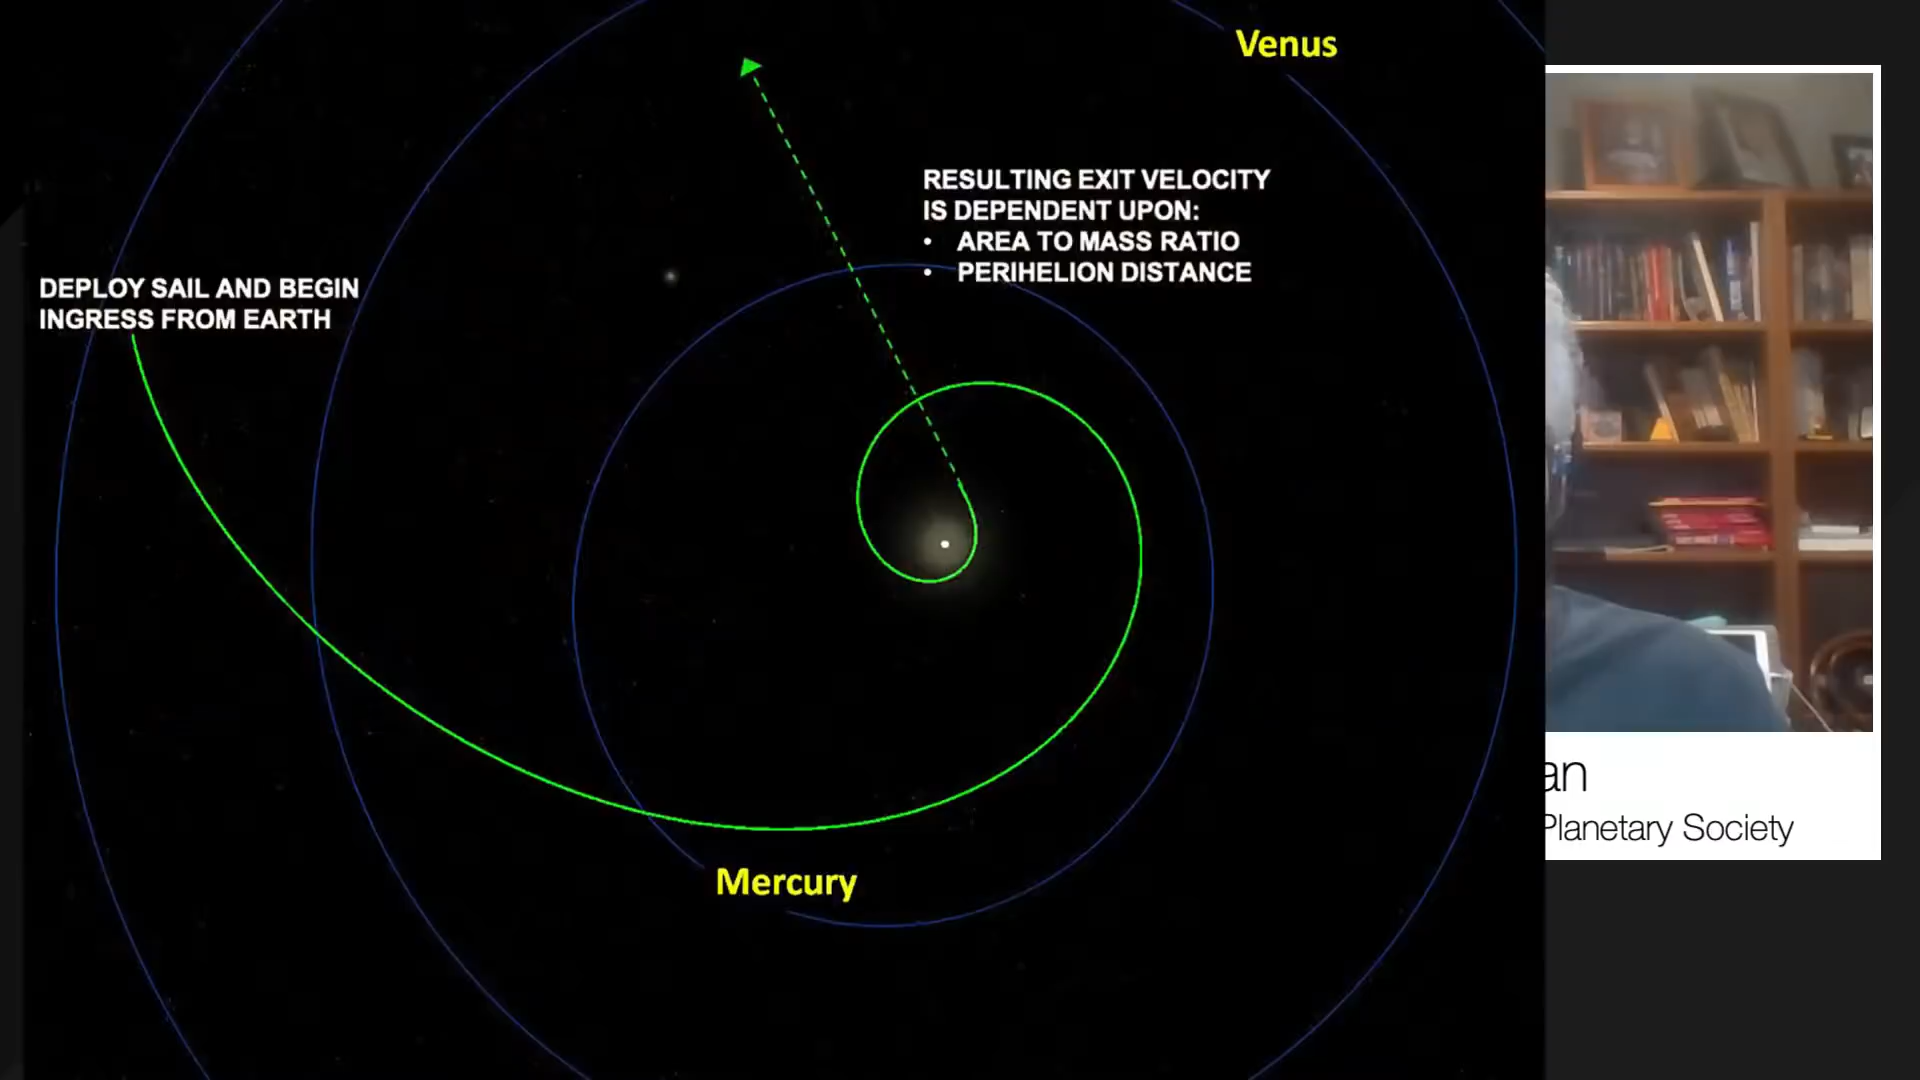 Venus
RESULTING EXIT VELOCITY
IS DEPENDENT UPON:
• AREA TO MASS RATIO
• PERIHELION DISTANCE
DEPLOY SAIL AND BEGIN
INGRESS FROM EARTH
Mercury
an
Planetary Society